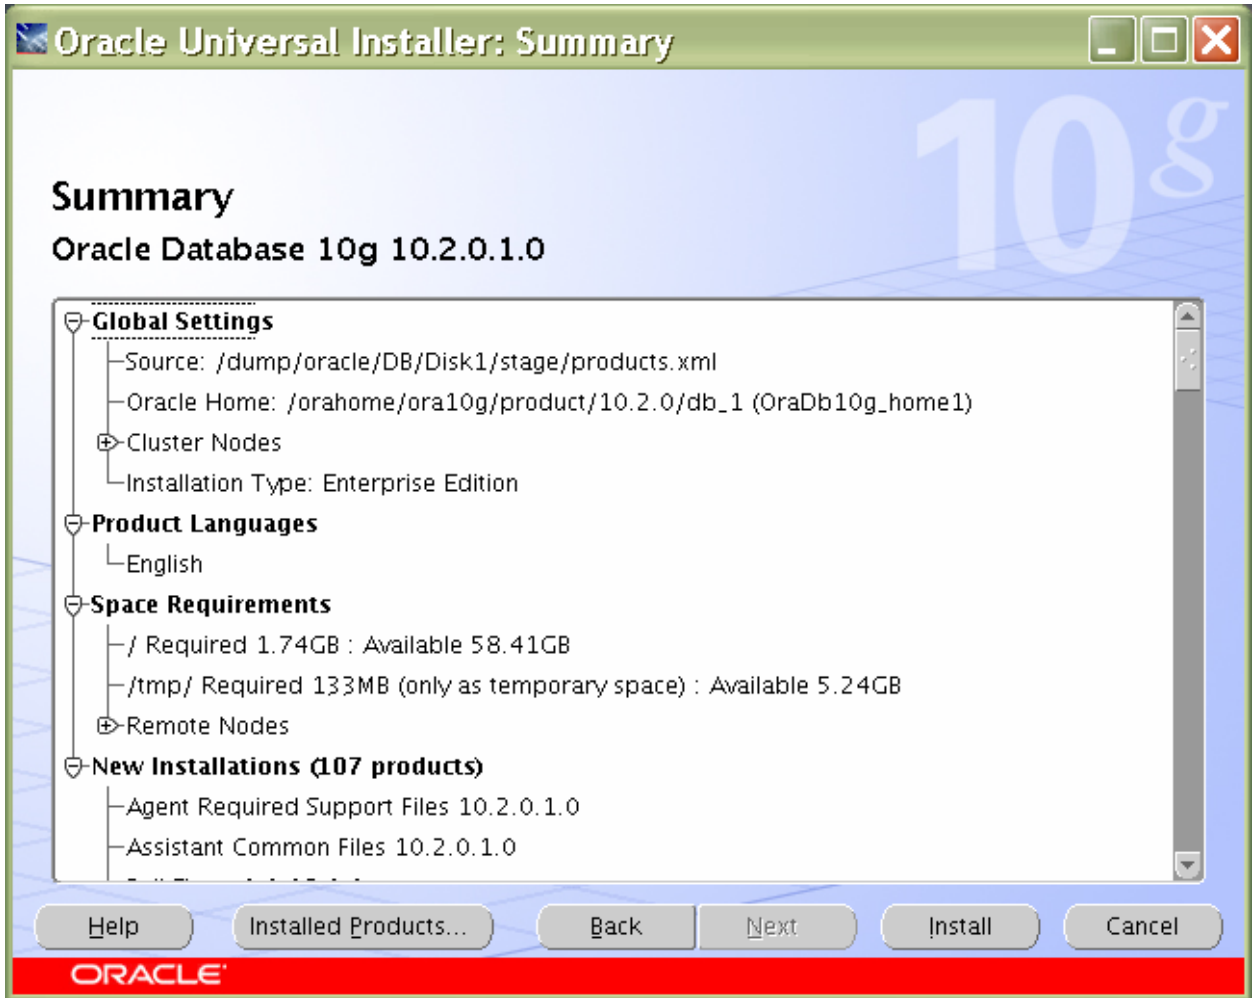 Oracle Universal Installer: Summary
10g
Summary
Oracle Database 10g 10.2.0.1.0
Global Settings
Source: /dump/oracle/DB/Disk1/stage/products.xml
Oracle Home: /orahome/ora10g/product/10.2.0/db_1 (OraDb10g_home1)
Cluster Nodes
Installation Type: Enterprise Edition
Product Languages
English
Space Requirements
/ Required 1.74GB : Available 58.41GB
/tmp/ Required 133MB (only as temporary space) : Available 5.24GB
Remote Nodes
New Installations (107 products)
Agent Required Support Files 10.2.0.1.0
Assistant Common Files 10.2.0.1.0
Help Installed Products... Back Next Install Cancel
ORACLE